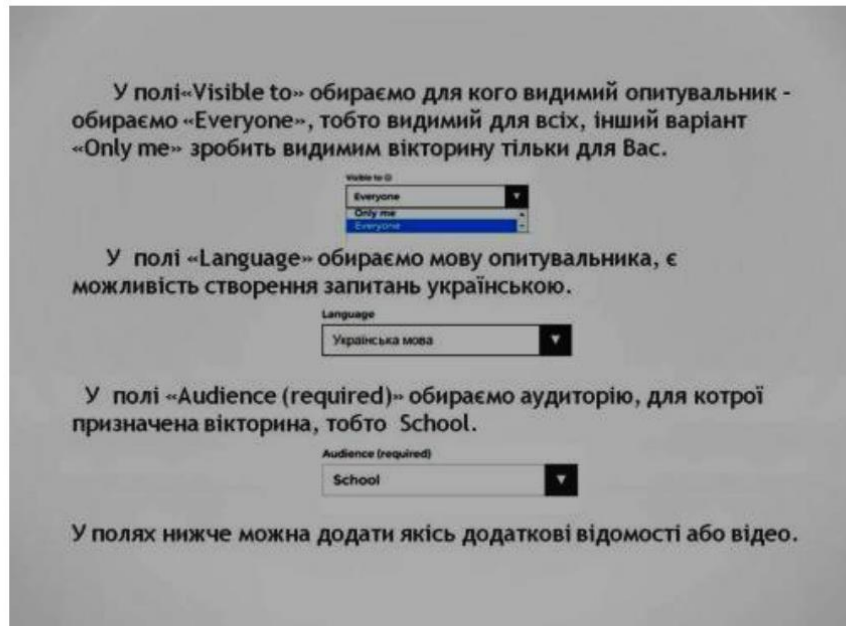 У полі«Visible to» обираємо для кого видимий опитувальник -
обираємо «Everyone», тобто видимий для всіх, інший варіант
«Only me» зробить видимим вікторину тільки для Вас.
Visible to
Everyone
Only me
Everyone
У полі «Language» обираємо мову опитувальника, є
можливість створення запитань українською.
Language
Українська мова
У полі «Audience (required)» обираємо аудиторію, для котрої
призначена вікторина, тобто School.
Audience (required)
School
У полях нижче можна додати якісь додаткові відомості або відео.